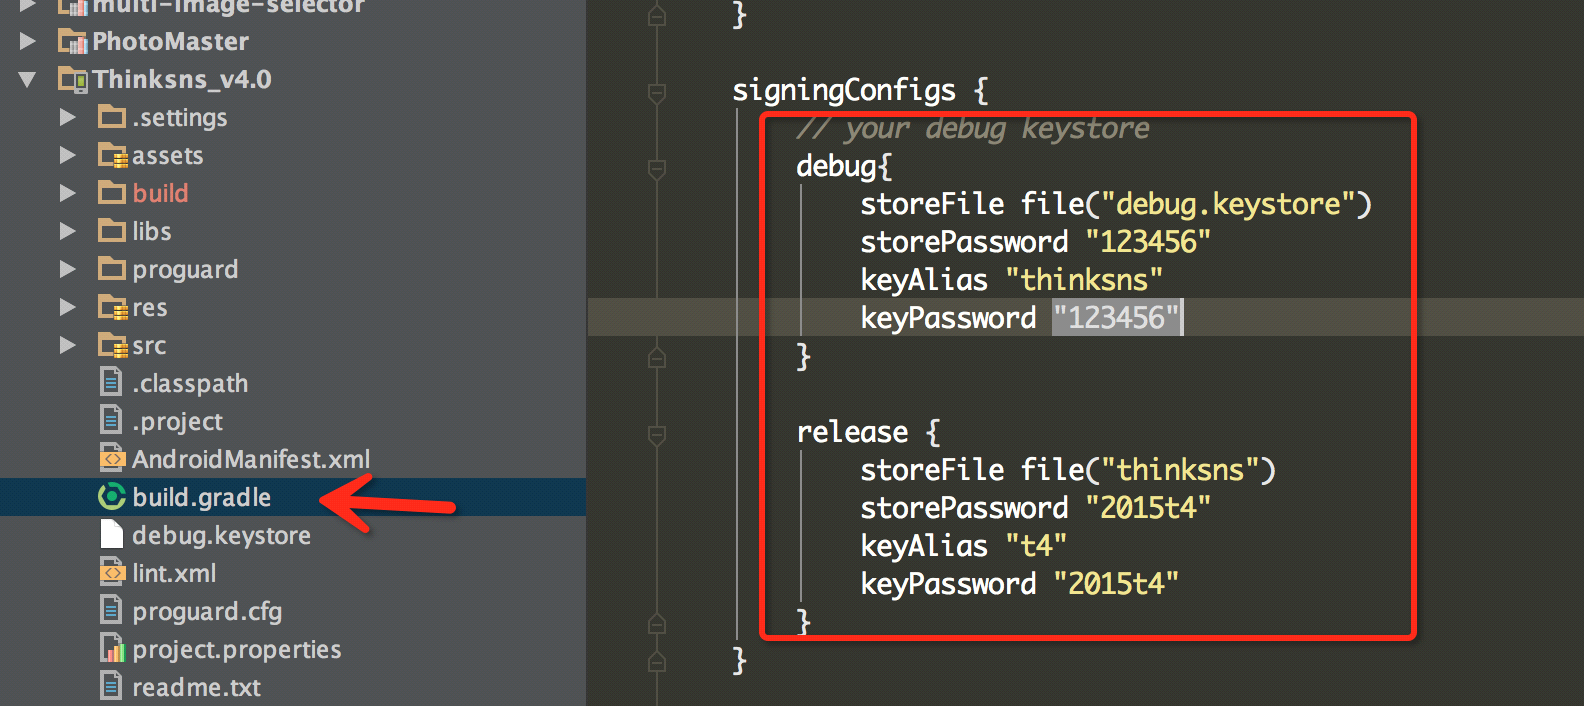 multi-image-selector
PhotoMaster
Thinksns_v4.0
.settings
assets
build
libs
proguard
res
src
.classpath
.project
AndroidManifest.xml
build.gradle
debug.keystore
lint.xml
proguard.cfg
project.properties
readme.txt
}
signingConfigs {
// your debug keystore
debug{
storeFile file("debug.keystore")
storePassword "123456"
keyAlias "thinksns"
keyPassword "123456"
}
release {
storeFile file("thinksns")
storePassword "2015t4"
keyAlias "t4"
keyPassword "2015t4"
}
}